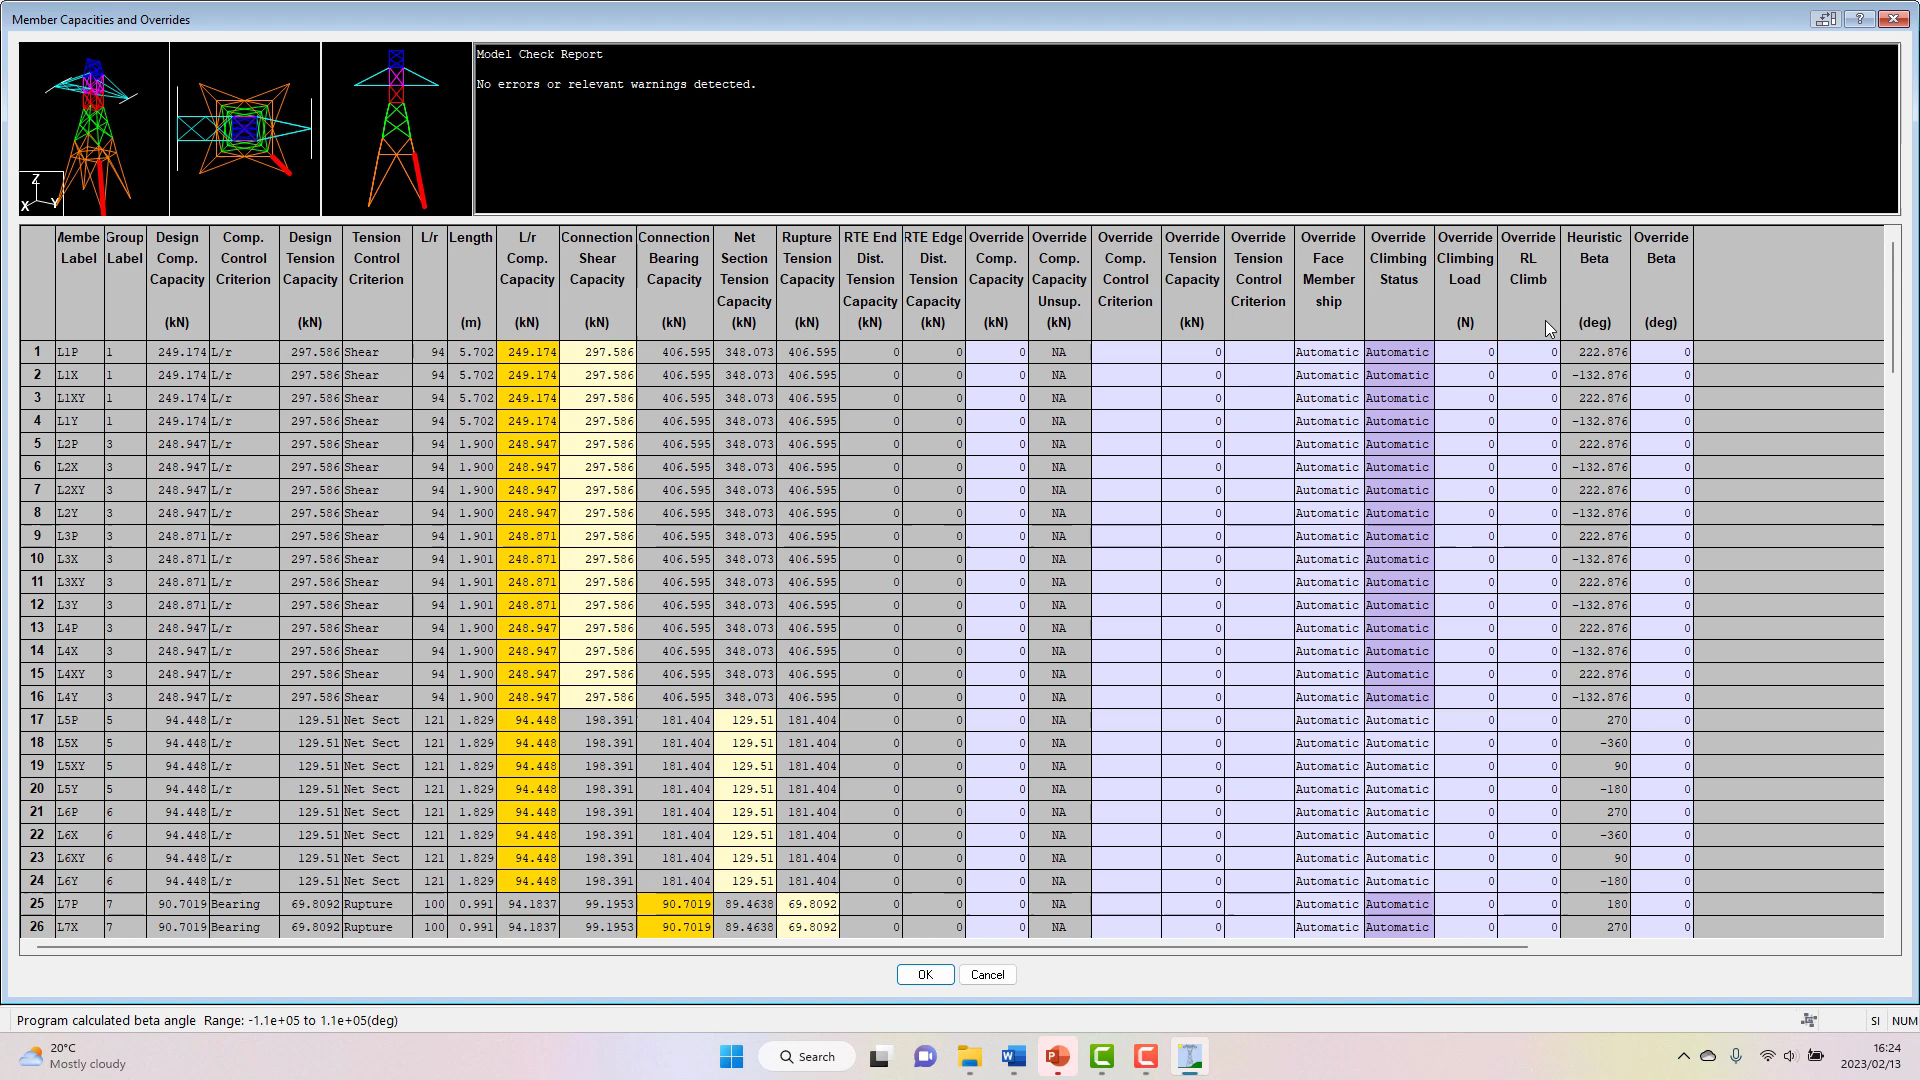 Member Capacities and Overrides
Model Check Report
No errors or relevant warnings detected.
Z
X Y
Membe Label Group Label Design Comp. Capacity (kN) Comp. Control Criterion Design Tension Capacity (kN) Tension Control Criterion L/r Length (m) L/r Comp. Capacity (kN) Connection Shear Capacity (kN) Connection Bearing Capacity (kN) Net Section Tension Capacity (kN) Rupture Tension Capacity (kN) RTE End Dist. Tension Capacity (kN) RTE Edge Dist. Tension Capacity (kN) Override Comp. Capacity (kN) Override Comp. Capacity Unsup. (kN) Override Comp. Control Criterion Override Tension Capacity (kN) Override Tension Control Criterion Override Face Member ship Override Climbing Status Override Climbing Load (N) Override RL Climb Heuristic Beta (deg) Override Beta (deg)
1 L1P 1 249.174 L/r 297.586 Shear 94 5.702 249.174 297.586 406.595 348.073 406.595 0 0 0 NA 0 Automatic Automatic 0 0 222.876 0
2 L1X 1 249.174 L/r 297.586 Shear 94 5.702 249.174 297.586 406.595 348.073 406.595 0 0 0 NA 0 Automatic Automatic 0 0 -132.876 0
3 L1XY 1 249.174 L/r 297.586 Shear 94 5.702 249.174 297.586 406.595 348.073 406.595 0 0 0 NA 0 Automatic Automatic 0 0 222.876 0
4 L1Y 1 249.174 L/r 297.586 Shear 94 5.702 249.174 297.586 406.595 348.073 406.595 0 0 0 NA 0 Automatic Automatic 0 0 -132.876 0
5 L2P 3 248.947 L/r 297.586 Shear 94 1.900 248.947 297.586 406.595 348.073 406.595 0 0 0 NA 0 Automatic Automatic 0 0 222.876 0
6 L2X 3 248.947 L/r 297.586 Shear 94 1.900 248.947 297.586 406.595 348.073 406.595 0 0 0 NA 0 Automatic Automatic 0 0 -132.876 0
7 L2XY 3 248.947 L/r 297.586 Shear 94 1.900 248.947 297.586 406.595 348.073 406.595 0 0 0 NA 0 Automatic Automatic 0 0 222.876 0
8 L2Y 3 248.947 L/r 297.586 Shear 94 1.900 248.947 297.586 406.595 348.073 406.595 0 0 0 NA 0 Automatic Automatic 0 0 -132.876 0
9 L3P 3 248.871 L/r 297.586 Shear 94 1.901 248.871 297.586 406.595 348.073 406.595 0 0 0 NA 0 Automatic Automatic 0 0 222.876 0
10 L3X 3 248.871 L/r 297.586 Shear 94 1.901 248.871 297.586 406.595 348.073 406.595 0 0 0 NA 0 Automatic Automatic 0 0 -132.876 0
11 L3XY 3 248.871 L/r 297.586 Shear 94 1.901 248.871 297.586 406.595 348.073 406.595 0 0 0 NA 0 Automatic Automatic 0 0 222.876 0
12 L3Y 3 248.871 L/r 297.586 Shear 94 1.901 248.871 297.586 406.595 348.073 406.595 0 0 0 NA 0 Automatic Automatic 0 0 -132.876 0
13 L4P 3 248.947 L/r 297.586 Shear 94 1.900 248.947 297.586 406.595 348.073 406.595 0 0 0 NA 0 Automatic Automatic 0 0 222.876 0
14 L4X 3 248.947 L/r 297.586 Shear 94 1.900 248.947 297.586 406.595 348.073 406.595 0 0 0 NA 0 Automatic Automatic 0 0 -132.876 0
15 L4XY 3 248.947 L/r 297.586 Shear 94 1.900 248.947 297.586 406.595 348.073 406.595 0 0 0 NA 0 Automatic Automatic 0 0 222.876 0
16 L4Y 3 248.947 L/r 297.586 Shear 94 1.900 248.947 297.586 406.595 348.073 406.595 0 0 0 NA 0 Automatic Automatic 0 0 -132.876 0
17 L5P 5 94.448 L/r 129.51 Net Sect 121 1.829 94.448 198.391 181.404 129.51 181.404 0 0 0 NA 0 Automatic Automatic 0 0 270 0
18 L5X 5 94.448 L/r 129.51 Net Sect 121 1.829 94.448 198.391 181.404 129.51 181.404 0 0 0 NA 0 Automatic Automatic 0 0 -360 0
19 L5XY 5 94.448 L/r 129.51 Net Sect 121 1.829 94.448 198.391 181.404 129.51 181.404 0 0 0 NA 0 Automatic Automatic 0 0 90 0
20 L5Y 5 94.448 L/r 129.51 Net Sect 121 1.829 94.448 198.391 181.404 129.51 181.404 0 0 0 NA 0 Automatic Automatic 0 0 -180 0
21 L6P 6 94.448 L/r 129.51 Net Sect 121 1.829 94.448 198.391 181.404 129.51 181.404 0 0 0 NA 0 Automatic Automatic 0 0 270 0
22 L6X 6 94.448 L/r 129.51 Net Sect 121 1.829 94.448 198.391 181.404 129.51 181.404 0 0 0 NA 0 Automatic Automatic 0 0 -360 0
23 L6XY 6 94.448 L/r 129.51 Net Sect 121 1.829 94.448 198.391 181.404 129.51 181.404 0 0 0 NA 0 Automatic Automatic 0 0 90 0
24 L6Y 6 94.448 L/r 129.51 Net Sect 121 1.829 94.448 198.391 181.404 129.51 181.404 0 0 0 NA 0 Automatic Automatic 0 0 -180 0
25 L7P 7 90.7019 Bearing 69.8092 Rupture 100 0.991 94.1837 99.1953 90.7019 89.4638 69.8092 0 0 0 NA 0 Automatic Automatic 0 0 180 0
26 L7X 7 90.7019 Bearing 69.8092 Rupture 100 0.991 94.1837 99.1953 90.7019 89.4638 69.8092 0 0 0 NA 0 Automatic Automatic 0 0 270 0
OK Cancel
Program calculated beta angle Range: -1.1e+05 to 1.1e+05(deg) SI NUM
20°C
Mostly cloudy
Search
16:24
2023/02/13